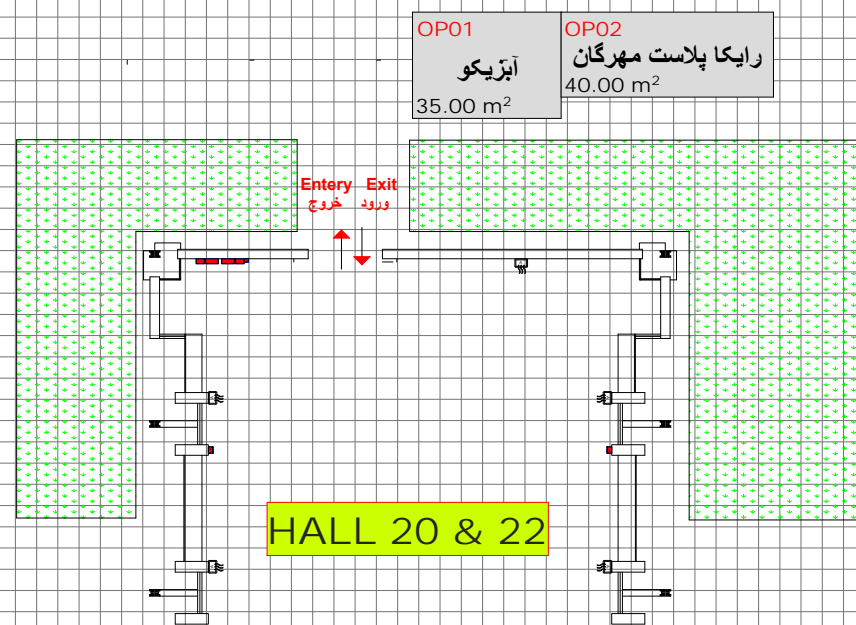 OP01
آبزیکو
35.00 m²
OP02
رایکا پلاست مهرگان
40.00 m²
Entery Exit
خروج ورود
HALL 20 & 22